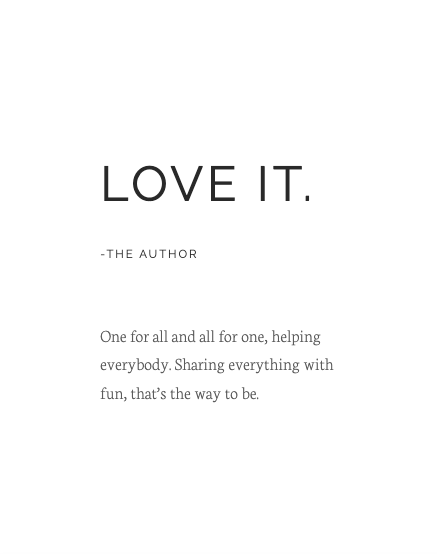 LOVE IT.
-THE AUTHOR
One for all and all for one, helping
everybody. Sharing everything with
fun, that’s the way to be.